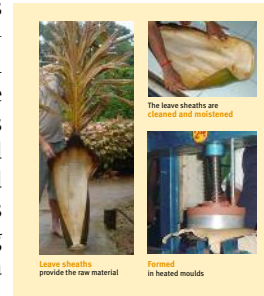 The leave sheaths are
cleaned and moistened
Leave sheaths
provide the raw material
Formed
in heated moulds